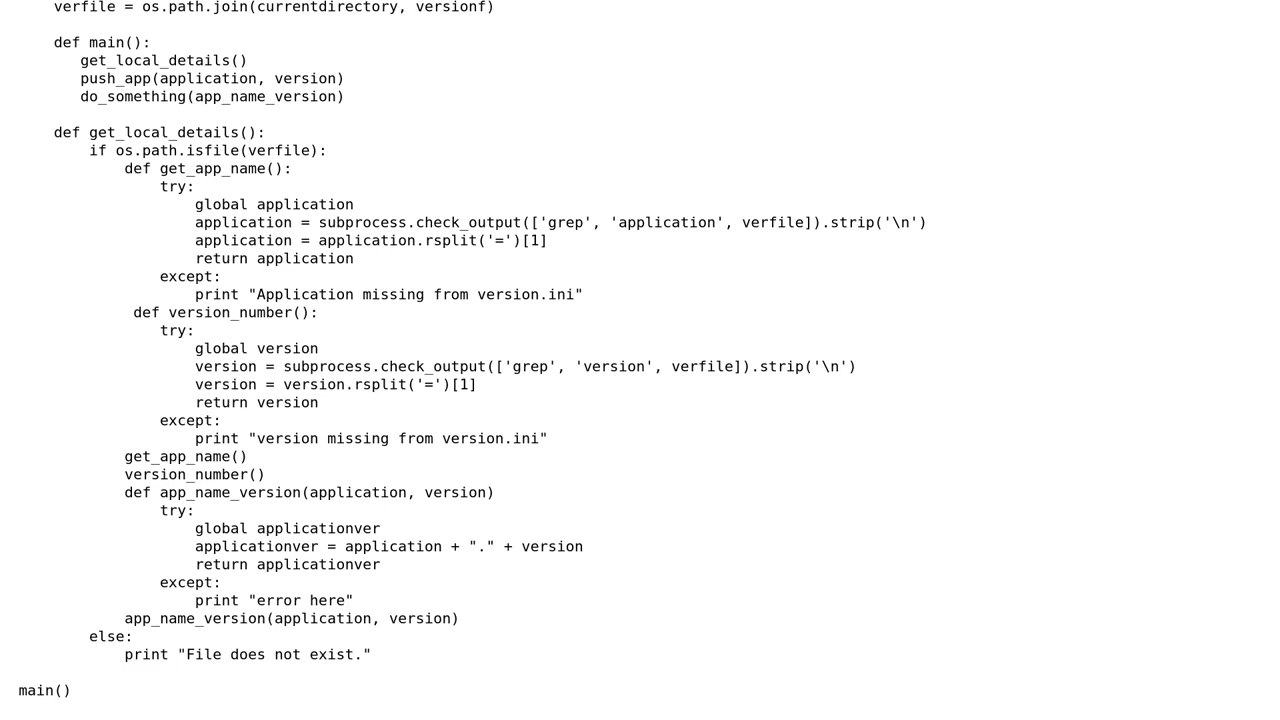 verfile = os.path.join(currentdirectory, versionf)

    def main():
       get_local_details()
       push_app(application, version)
       do_something(app_name_version)

    def get_local_details():
        if os.path.isfile(verfile):
            def get_app_name():
                try:
                    global application
                    application = subprocess.check_output(['grep', 'application', verfile]).strip('\n')
                    application = application.rsplit('=')[1]
                    return application
                except:
                    print "Application missing from version.ini"
             def version_number():
                try:
                    global version
                    version = subprocess.check_output(['grep', 'version', verfile]).strip('\n')
                    version = version.rsplit('=')[1]
                    return version
                except:
                    print "version missing from version.ini"
            get_app_name()
            version_number()
            def app_name_version(application, version)
                try:
                    global applicationver
                    applicationver = application + "." + version
                    return applicationver
                except:
                    print "error here"
            app_name_version(application, version)
        else:
            print "File does not exist."

main()